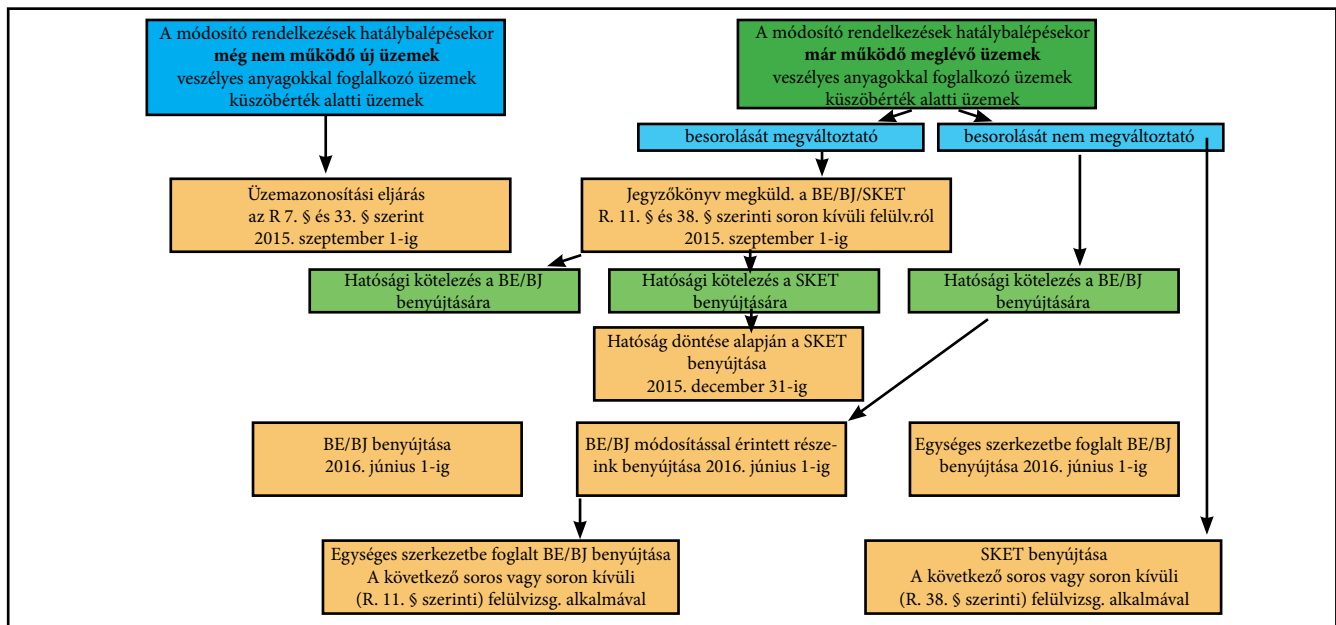 A módosító rendelkezések hatálybalépésekor
még nem működő új üzemek
veszélyes anyagokkal foglalkozó üzemek
küszöbérték alatti üzemek
A módosító rendelkezések hatálybalépésekor
már működő meglévő üzemek
veszélyes anyagokkal foglalkozó üzemek
küszöbérték alatti üzemek
besorolását megváltoztató
besorolását nem megváltoztató
Üzemazonosítási eljárás
az R 7. § és 33. § szerint
2015. szeptember 1-ig
Jegyzőkönyv megküld. a BE/BJ/SKET
R. 11. § és 38. § szerinti soron kívüli felülv.ról
2015. szeptember 1-ig
Hatósági kötelezés a BE/BJ
benyújtására
Hatósági kötelezés a SKET
benyújtására
Hatósági kötelezés a BE/BJ
benyújtására
Hatóság döntése alapján a SKET
benyújtása
2015. december 31-ig
BE/BJ benyújtása
2016. június 1-ig
BE/BJ módosítással érintett része-
ink benyújtása 2016. június 1-ig
Egységes szerkezetbe foglalt BE/BJ
benyújtása 2016. június 1-ig
Egységes szerkezetbe foglalt BE/BJ benyújtása
A következő soros vagy soron kívüli
(R. 11. § szerinti) felülvizsg. alkalmával
SKET benyújtása
A következő soros vagy soron kívüli
(R. 38. § szerinti) felülvizsg. alkalmával